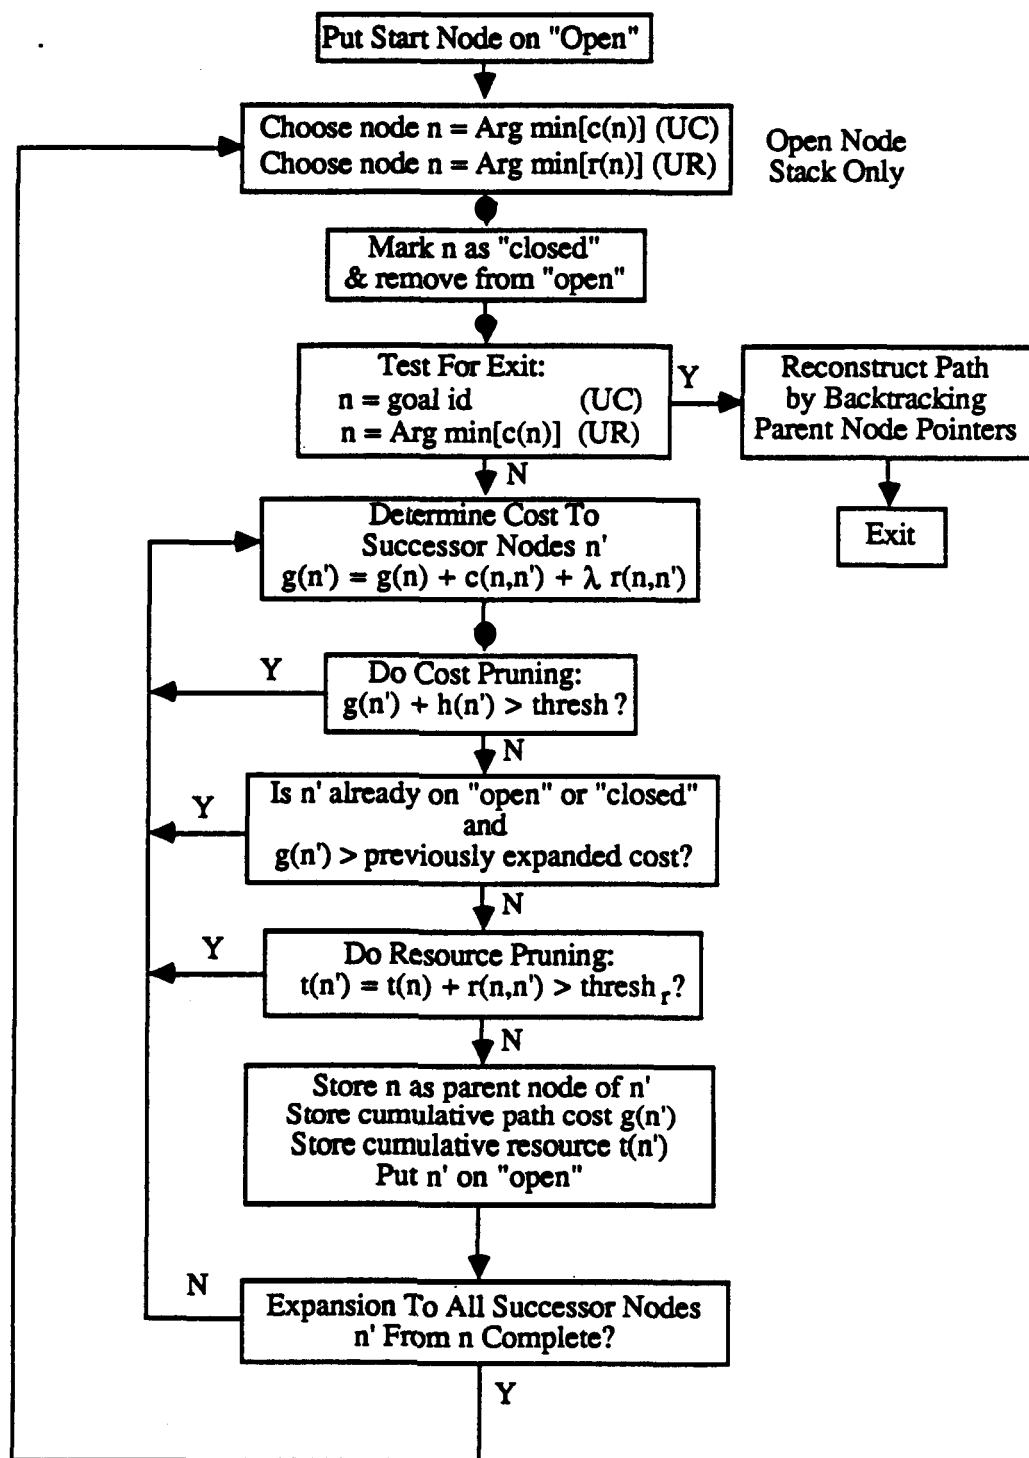 Put Start Node on "Open"
Choose node n = Arg min[c(n)] (UC)
Choose node n = Arg min[r(n)] (UR)
Open Node
Stack Only
Mark n as "closed"
& remove from "open"
Test For Exit:
n = goal id (UC)
n = Arg min[c(n)] (UR)
Y
Reconstruct Path
by Backtracking
Parent Node Pointers
N
Exit
Determine Cost To
Successor Nodes n'
g(n') = g(n) + c(n,n') + λ r(n,n')
Y
Do Cost Pruning:
g(n') + h(n') > thresh ?
N
Y
Is n' already on "open" or "closed"
and
g(n') > previously expanded cost?
N
Y
Do Resource Pruning:
t(n') = t(n) + r(n,n') > thresh r?
N
Store n as parent node of n'
Store cumulative path cost g(n')
Store cumulative resource t(n')
Put n' on "open"
N
Expansion To All Successor Nodes
n' From n Complete?
Y